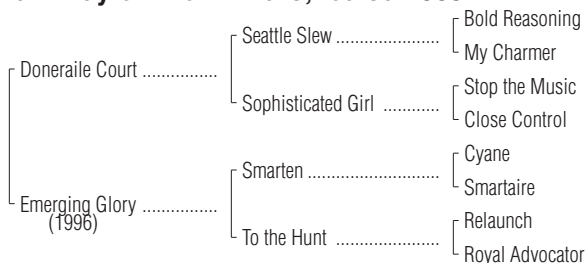 Bold Reasoning
Seattle Slew ......................
My Charmer
Doneraile Court ................
Stop the Music
Sophisticated Girl ............
Close Control
Cyane
Smarten ............................
Smartaire
Emerging Glory ................
(1996)
Relaunch
To the Hunt ......................
Royal Advocator